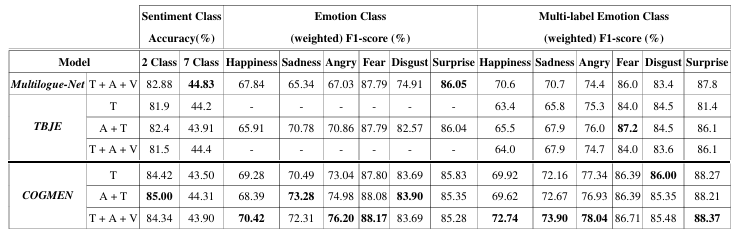 Sentiment Class Emotion Class Multi-label Emotion Class
Accuracy(%) (weighted) F1-score (%) (weighted) F1-score (%)
Model 2 Class 7 Class Happiness Sadness Angry Fear Disgust Surprise Happiness Sadness Angry Fear Disgust Surprise
Multilogue-Net T + A + V 82.88 44.83 67.84 65.34 67.03 87.79 74.91 86.05 70.6 70.7 74.4 86.0 83.4 87.8
T 81.9 44.2 - - - - - - 63.4 65.8 75.3 84.0 84.5 81.4
TBJE A + T 82.4 43.91 65.91 70.78 70.86 87.79 82.57 86.04 65.5 67.9 76.0 87.2 84.5 86.1
T + A + V 81.5 44.4 - - - - - - 64.0 67.9 74.7 84.0 83.6 86.1
T 84.42 43.50 69.28 70.49 73.04 87.80 83.69 85.83 69.92 72.16 77.34 86.39 86.00 88.27
COGMEN A + T 85.00 44.31 68.39 73.28 74.98 88.08 83.90 85.35 69.62 72.67 76.93 86.39 85.35 88.21
T + A + V 84.34 43.90 70.42 72.31 76.20 88.17 83.69 85.28 72.74 73.90 78.04 86.71 85.48 88.37